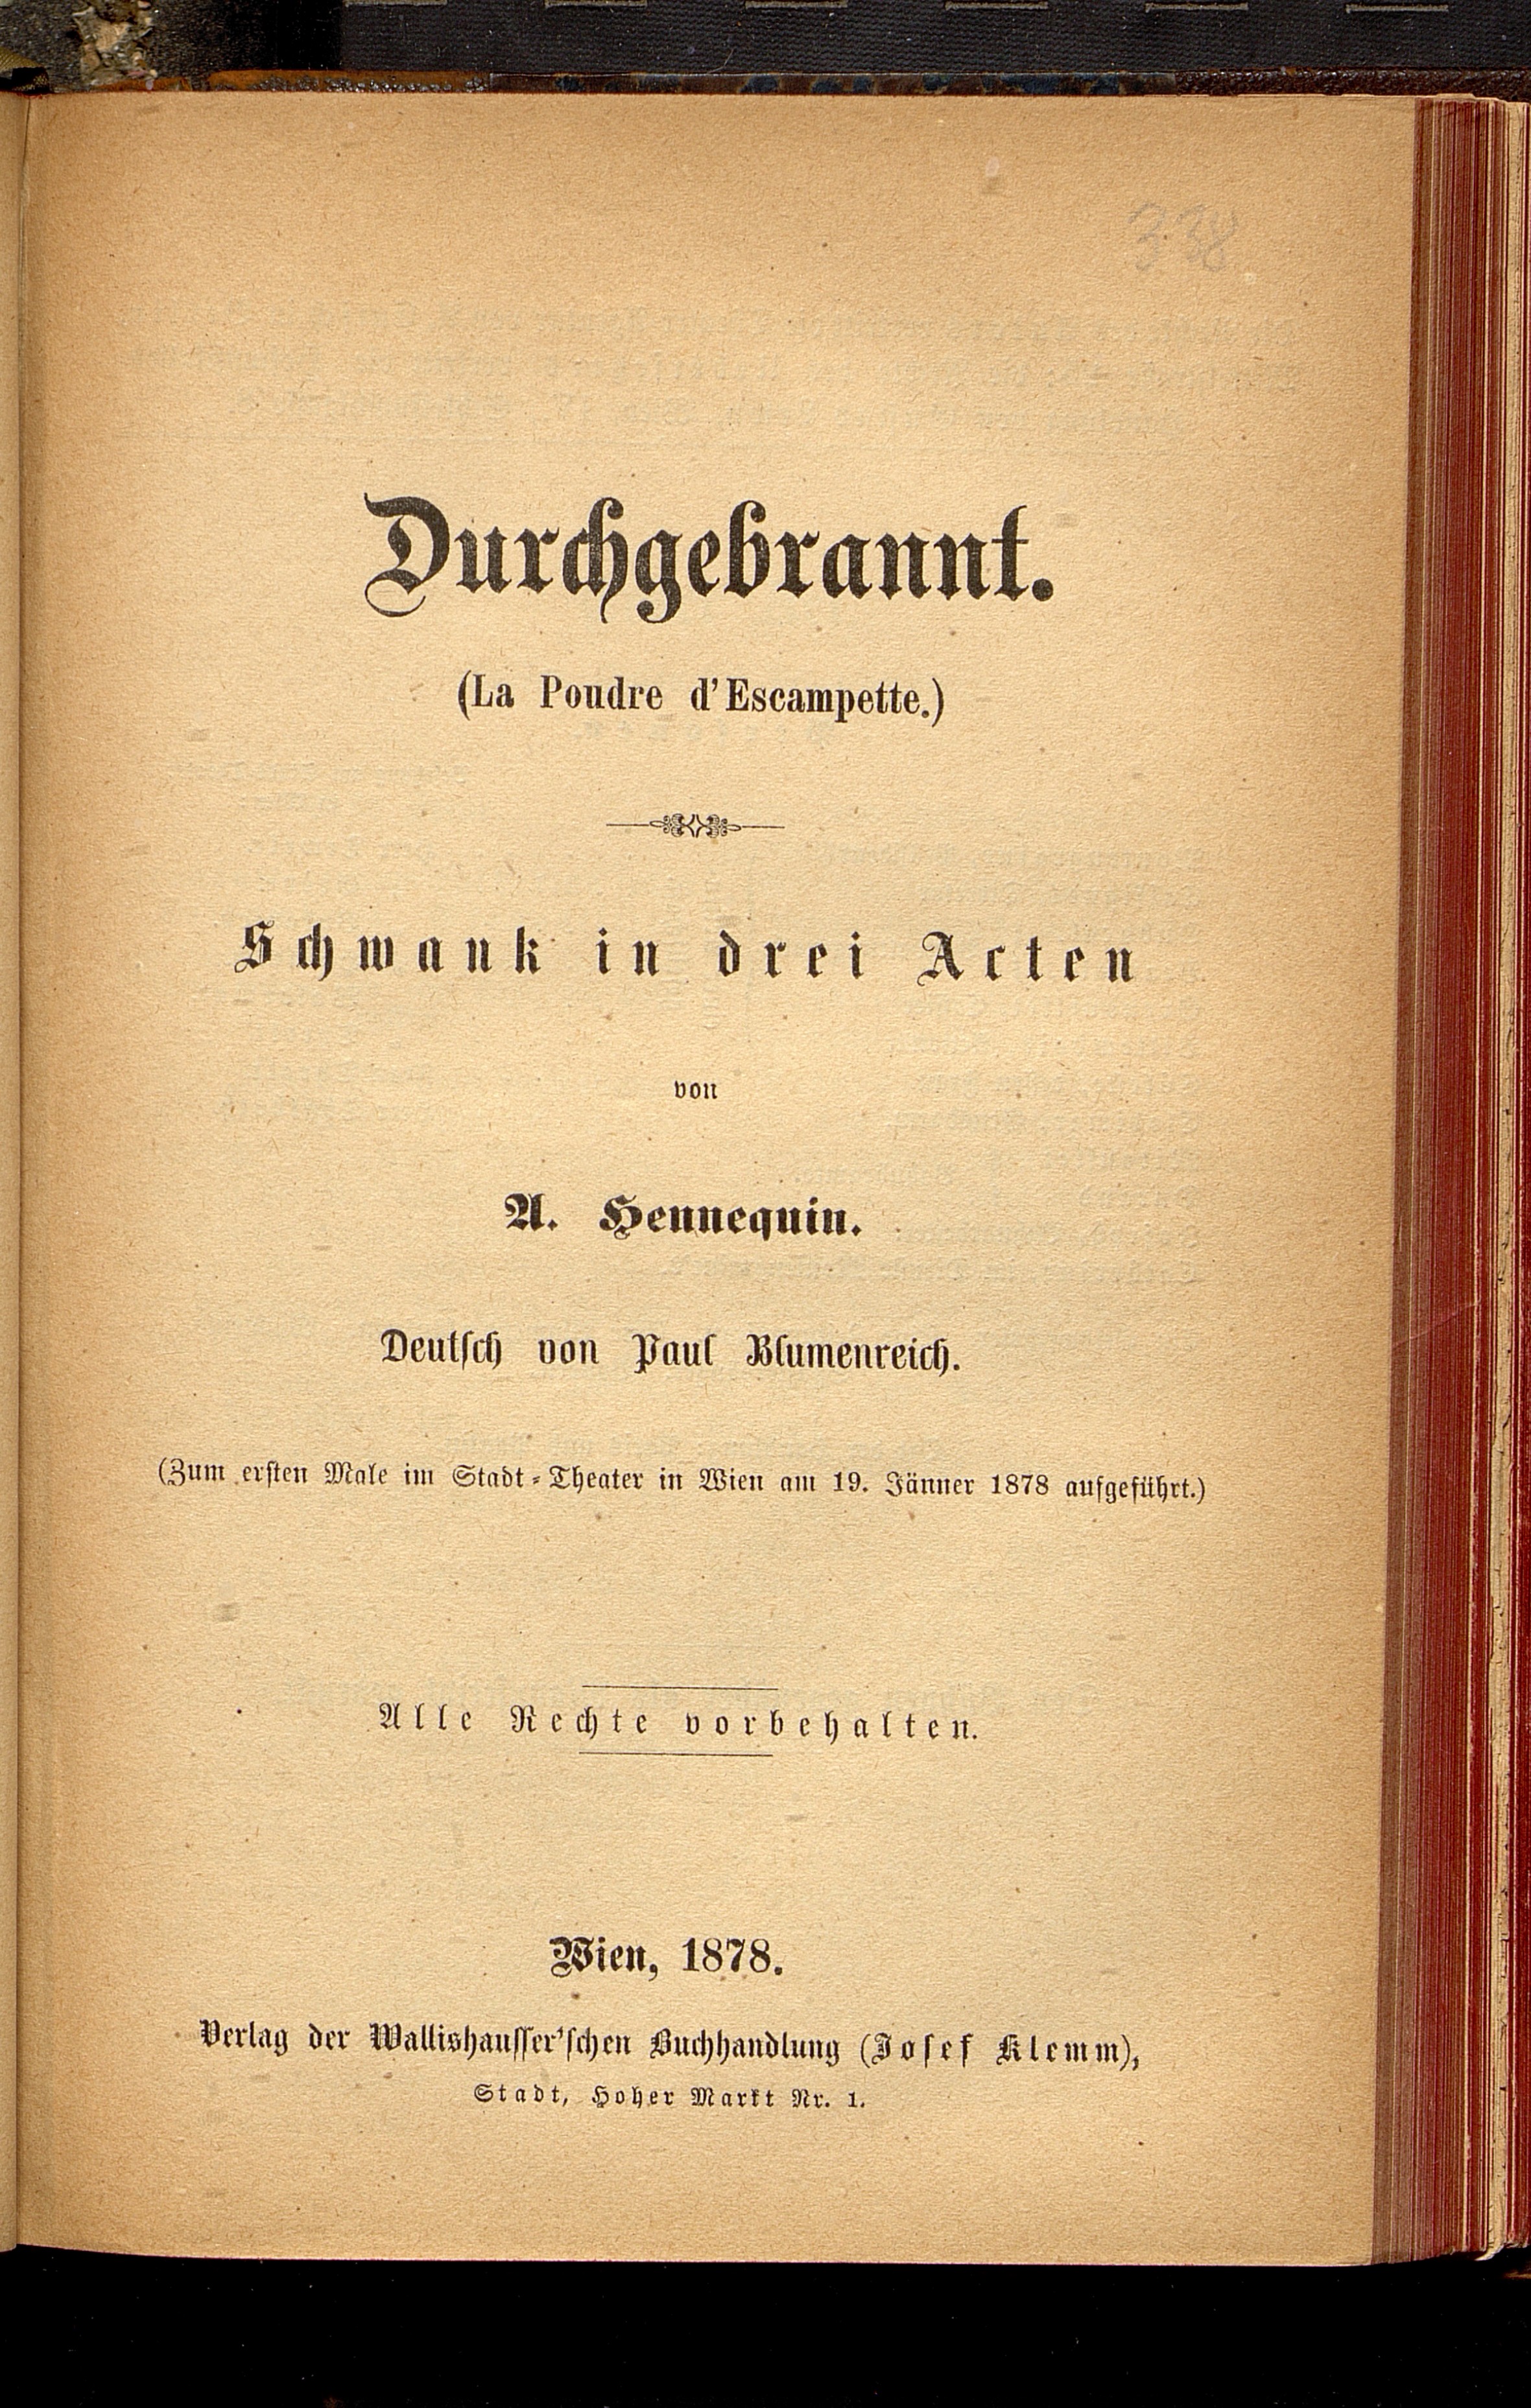 338
Durchgebrannt.
(La Poudre d'Escampette.)
Schwank in drei Acten
von
A. Hennequin.
Deutsch von Paul Blumenreich.
(Zum ersten Male im Stadt-Theater in Wien am 19. Jänner 1878 aufgeführt.)
Alle Rechte vorbehalten.
Wien, 1878.
Verlag der Wallishausser'schen Buchhandlung (Josef Klemm),
Stadt, Hoher Markt Nr. 1.